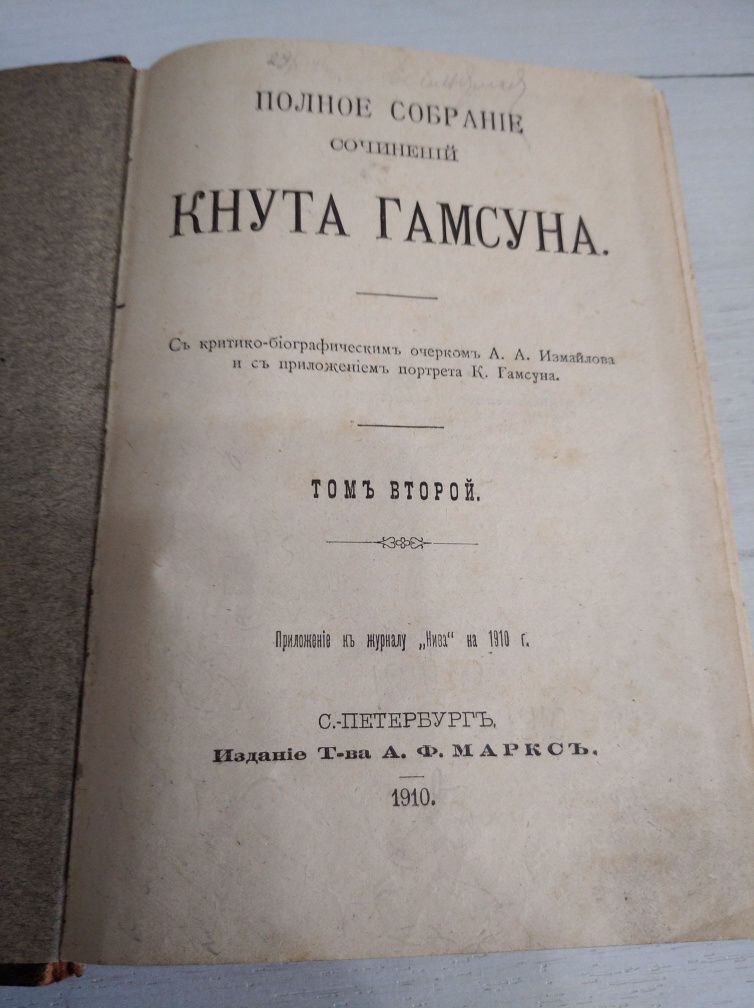 ПОЛНОЕ СОБРАНІЕ
СОЧИНЕНІЙ
КНУТА ГАМСУНА.
Съ критико-біографическимъ очеркомъ А. А. Измайлова
и съ приложеніемъ портрета К. Гамсуна.
ТОМЪ ВТОРОЙ.
Приложеніе къ журналу „Нива“ на 1910 г.
С.-ПЕТЕРБУРГЪ,
Изданіе Т-ва А. Ф. МАРКСЪ.
1910.